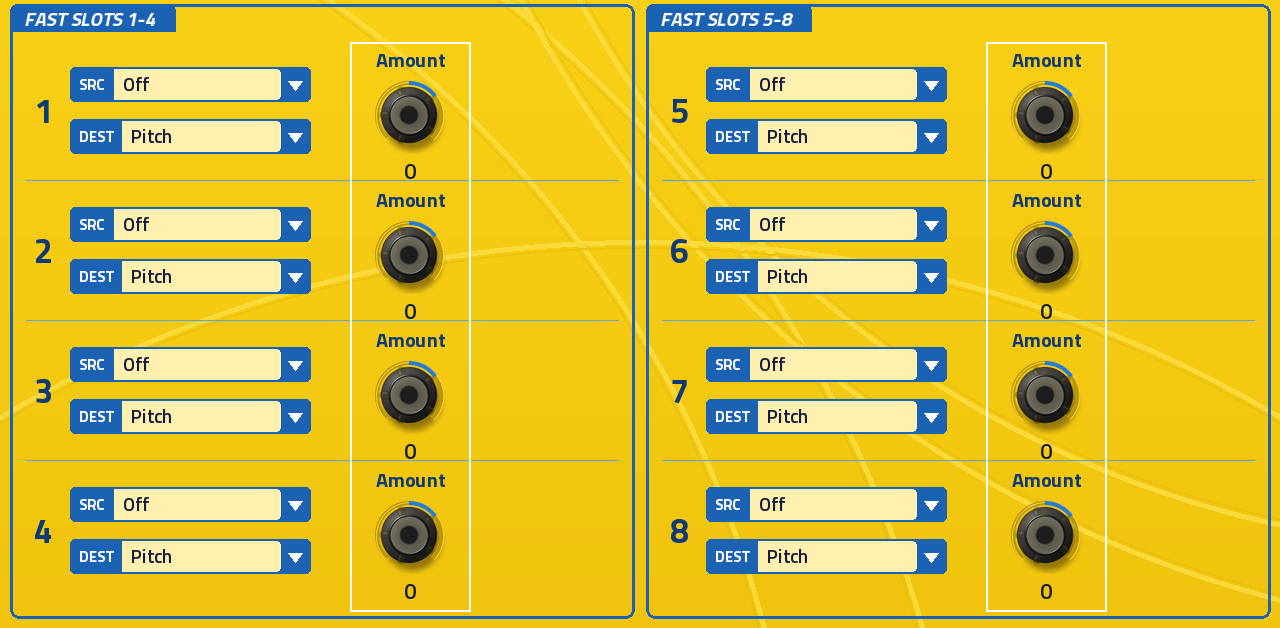 FAST SLOTS 1-4
1
SRC Off
DEST Pitch
Amount
0
2
SRC Off
DEST Pitch
Amount
0
3
SRC Off
DEST Pitch
Amount
0
4
SRC Off
DEST Pitch
Amount
0
FAST SLOTS 5-8
5
SRC Off
DEST Pitch
Amount
0
6
SRC Off
DEST Pitch
Amount
0
7
SRC Off
DEST Pitch
Amount
0
8
SRC Off
DEST Pitch
Amount
0